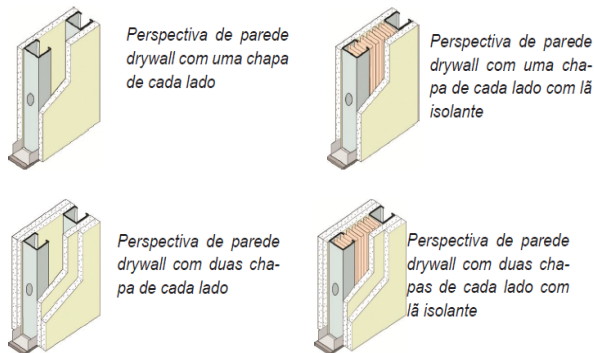 Perspectiva de parede
drywall com uma chapa
de cada lado
Perspectiva de parede
drywall com uma cha-
pa de cada lado com lã
isolante
Perspectiva de parede
drywall com duas cha-
pa de cada lado
Perspectiva de parede
drywall com duas cha-
pas de cada lado com
lã isolante